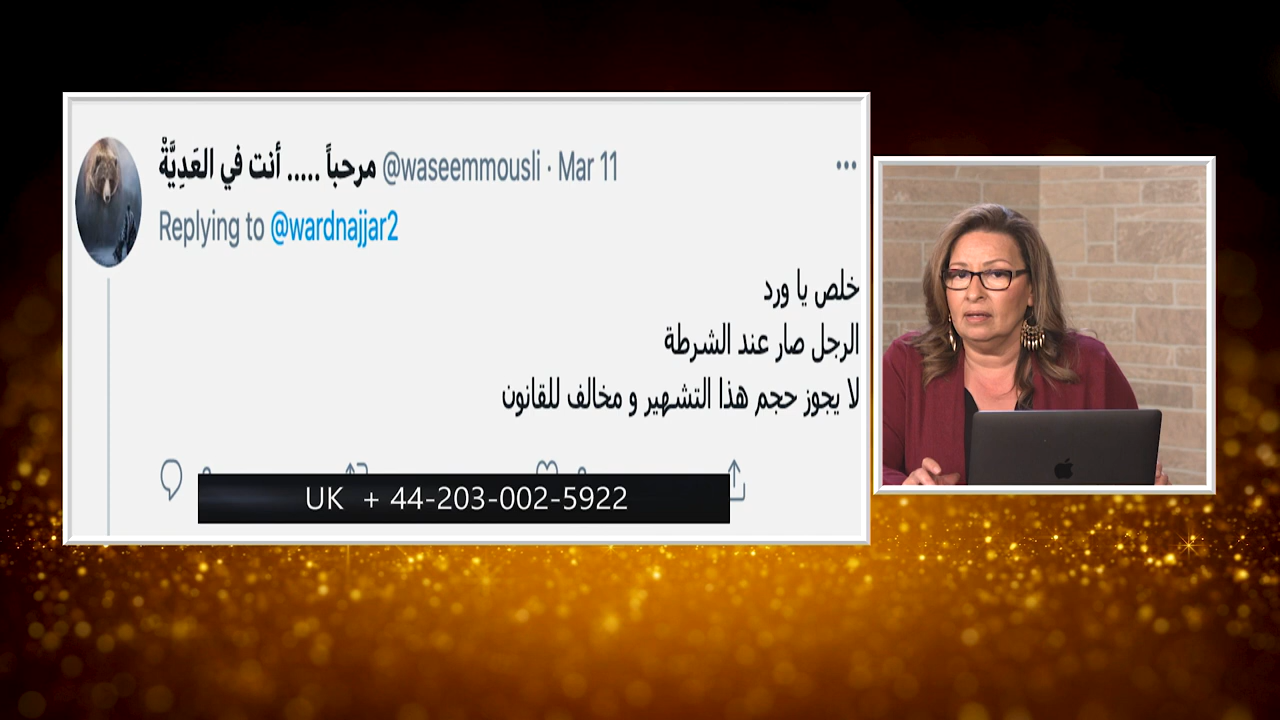 مرحباً ..... أنت في العَدِيَّةْ @waseemmousli · Mar 11
Replying to @wardnajjar2
خلص يا ورد
الرجل صار عند الشرطة
لا يجوز حجم هذا التشهير و مخالف للقانون
UK + 44-203-002-5922